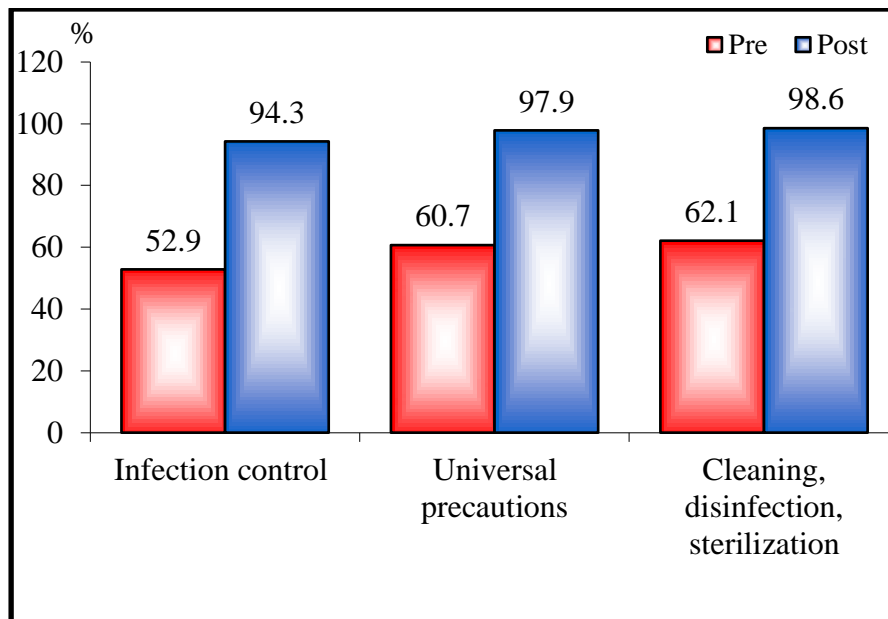 %
Pre Post
120
100
80
60
40
20
0
94.3
97.9
98.6
52.9
60.7
62.1
Infection control
Universal
precautions
Cleaning,
disinfection,
sterilization